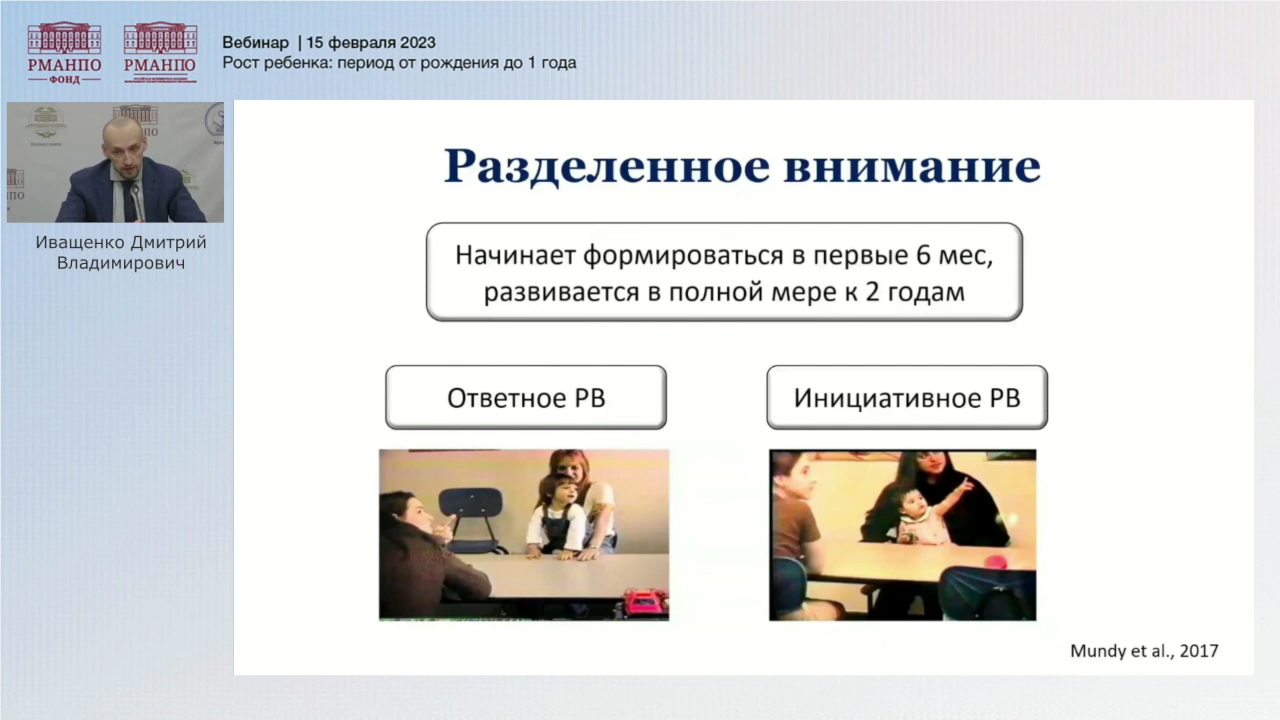 РМАНПО
ФОНД
РМАНПО
Вебинар | 15 февраля 2023
Рост ребенка: период от рождения до 1 года
Иващенко Дмитрий
Владимирович
Разделенное внимание
Начинает формироваться в первые 6 мес,
развивается в полной мере к 2 годам
Ответное РВ
Инициативное РВ
Mundy et al., 2017